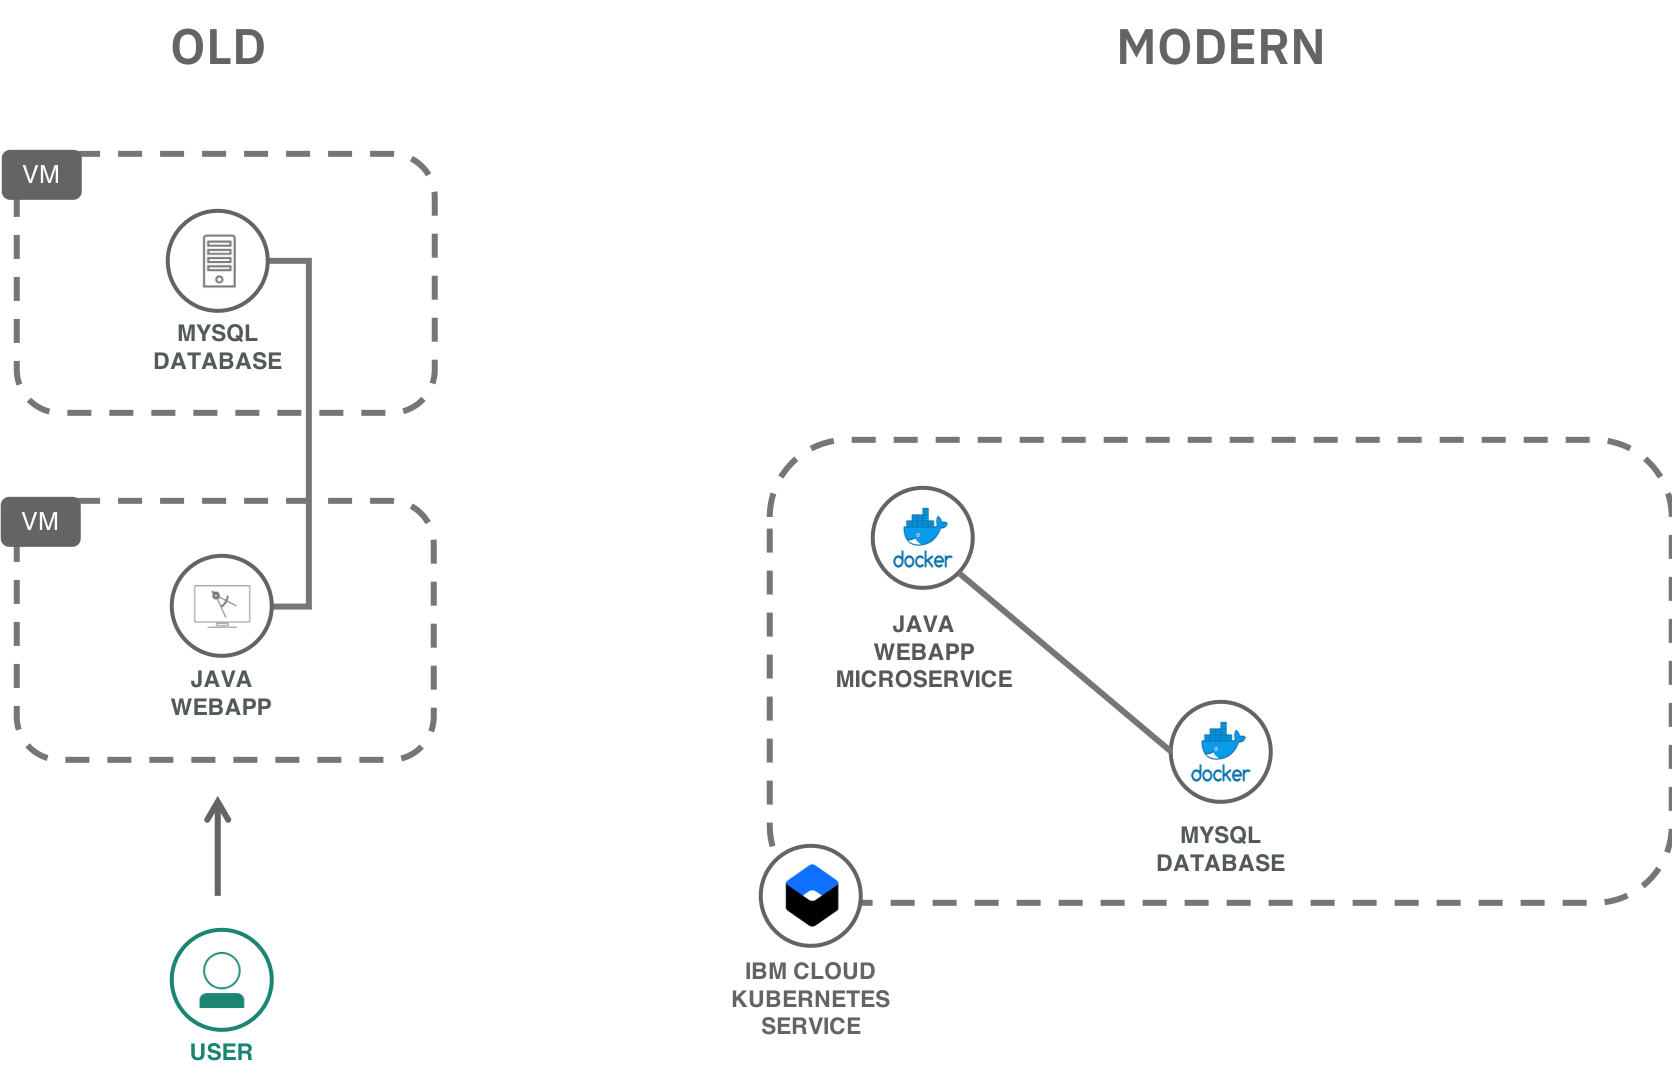 OLD
MODERN
VM
MYSQL
DATABASE
VM
JAVA
WEBAPP
USER
docker
JAVA
WEBAPP
MICROSERVICE
docker
MYSQL
DATABASE
IBM CLOUD
KUBERNETES
SERVICE